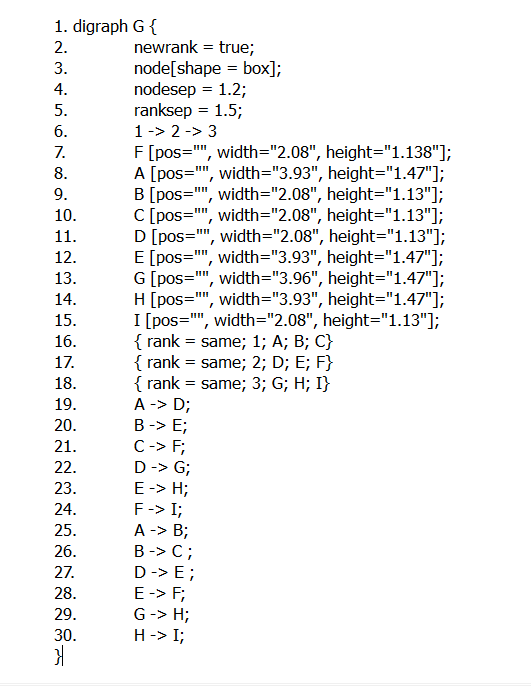 1. digraph G {
2. newrank = true;
3. node[shape = box];
4. nodesep = 1.2;
5. ranksep = 1.5;
6. 1 -> 2 -> 3
7. F [pos="", width="2.08", height="1.138"];
8. A [pos="", width="3.93", height="1.47"];
9. B [pos="", width="2.08", height="1.13"];
10. C [pos="", width="2.08", height="1.13"];
11. D [pos="", width="2.08", height="1.13"];
12. E [pos="", width="3.93", height="1.47"];
13. G [pos="", width="3.96", height="1.47"];
14. H [pos="", width="3.93", height="1.47"];
15. I [pos="", width="2.08", height="1.13"];
16. { rank = same; 1; A; B; C}
17. { rank = same; 2; D; E; F}
18. { rank = same; 3; G; H; I}
19. A -> D;
20. B -> E;
21. C -> F;
22. D -> G;
23. E -> H;
24. F -> I;
25. A -> B;
26. B -> C ;
27. D -> E ;
28. E -> F;
29. G -> H;
30. H -> I;
}